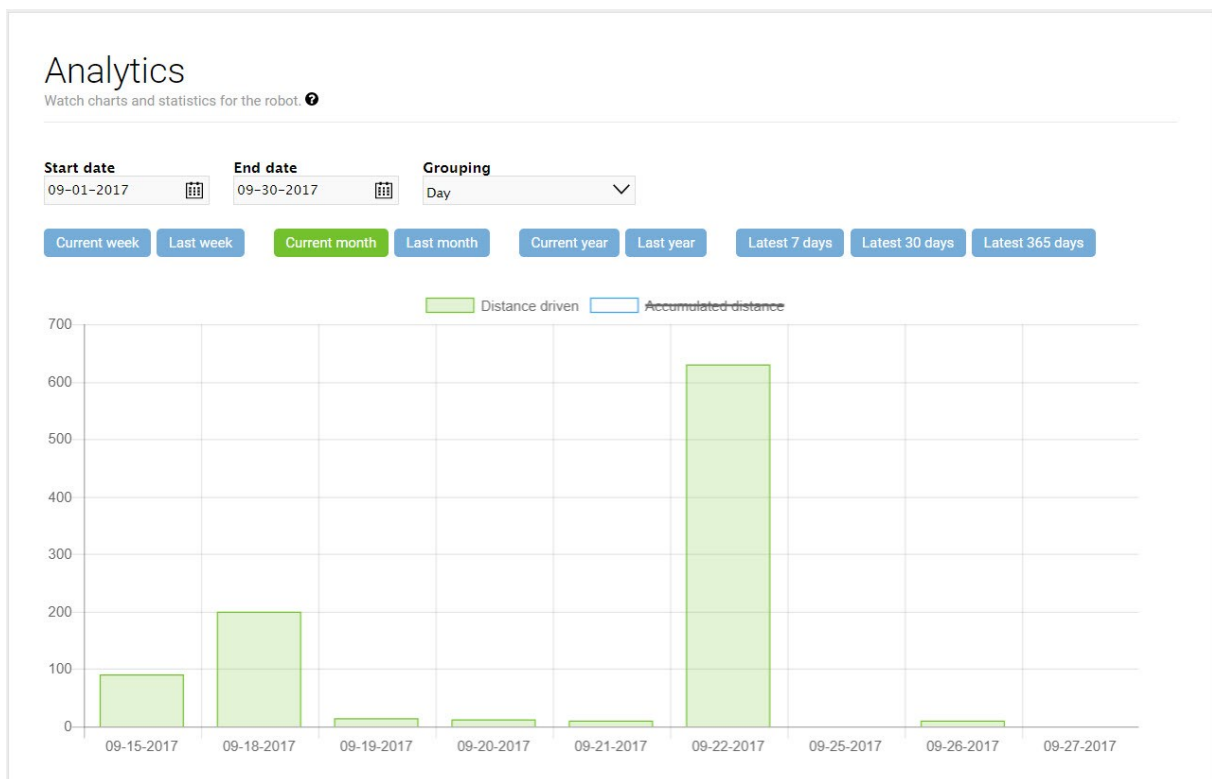 Analytics
Watch charts and statistics for the robot. ?
Start date End date Grouping
09-01-2017 09-30-2017 Day
Current week Last week Current month Last month Current year Last year Latest 7 days Latest 30 days Latest 365 days
Distance driven Accumulated distance
700
600
500
400
300
200
100
0
09-15-2017 09-18-2017 09-19-2017 09-20-2017 09-21-2017 09-22-2017 09-25-2017 09-26-2017 09-27-2017